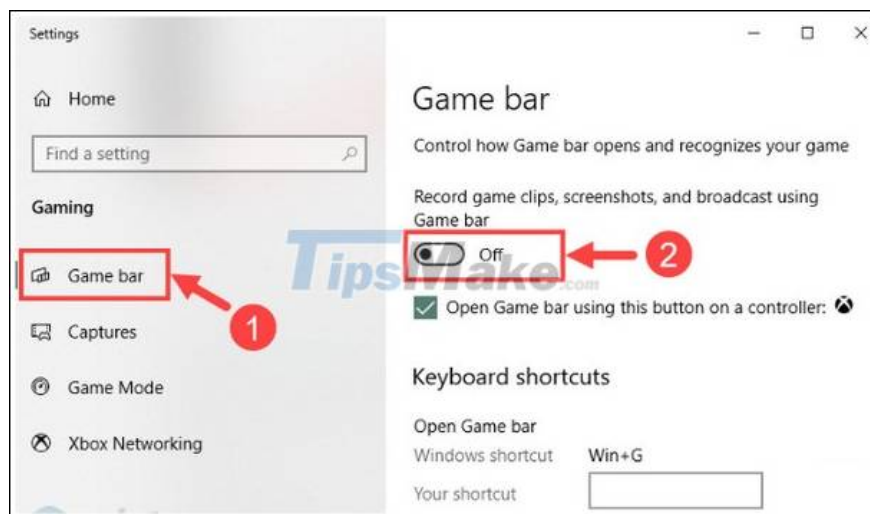 Settings
Home
Find a setting
Gaming
Game bar
Captures
Game Mode
Xbox Networking
1
Game bar
Control how Game bar opens and recognizes your game
Record game clips, screenshots, and broadcast using
Game bar
Off
2
TipsMake.com
Open Game bar using this button on a controller:
Keyboard shortcuts
Open Game bar
Windows shortcut Win+G
Your shortcut